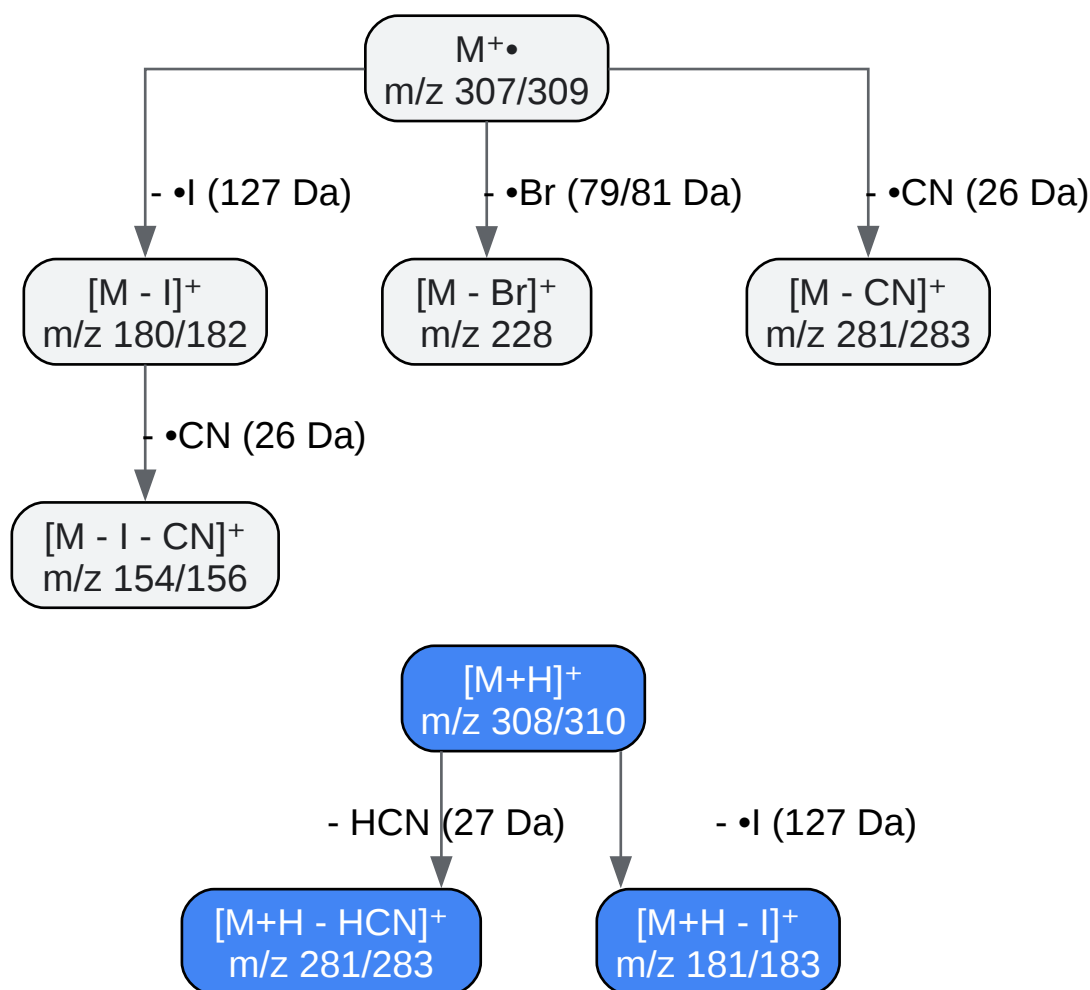 M⁺•
m/z 307/309
- •I (127 Da)
- •Br (79/81 Da)
- •CN (26 Da)
[M - I]⁺
m/z 180/182
[M - Br]⁺
m/z 228
[M - CN]⁺
m/z 281/283
- •CN (26 Da)
[M - I - CN]⁺
m/z 154/156
[M+H]⁺
m/z 308/310
- HCN (27 Da)
- •I (127 Da)
[M+H - HCN]⁺
m/z 281/283
[M+H - I]⁺
m/z 181/183